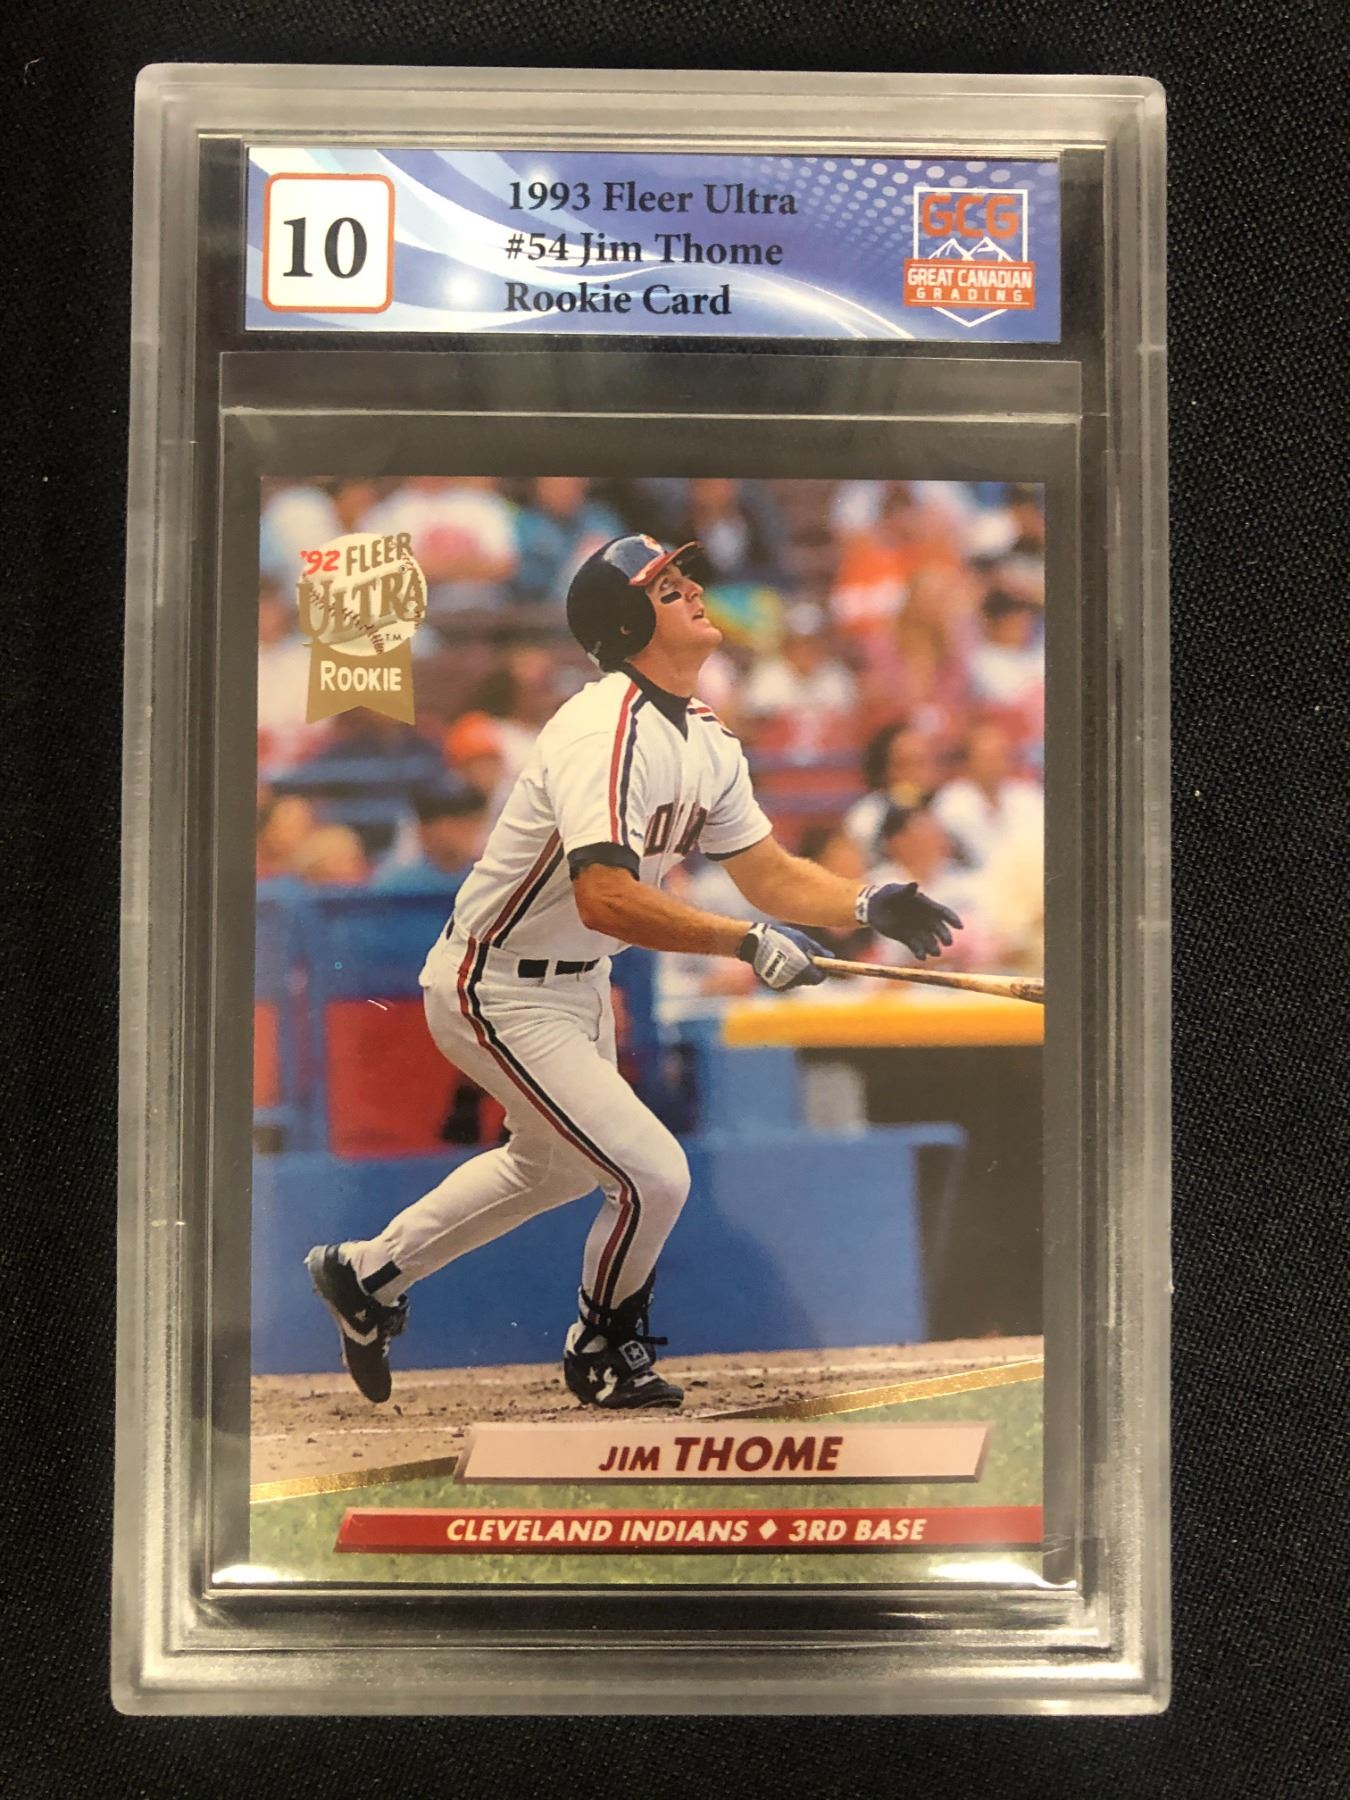 10
1993 Fleer Ultra
#54 Jim Thome
Rookie Card
GCG
GREAT CANADIAN
GRADING
'92 FLEER
ULTRA
T.M.
ROOKIE
JIM THOME
CLEVELAND INDIANS ♦ 3RD BASE